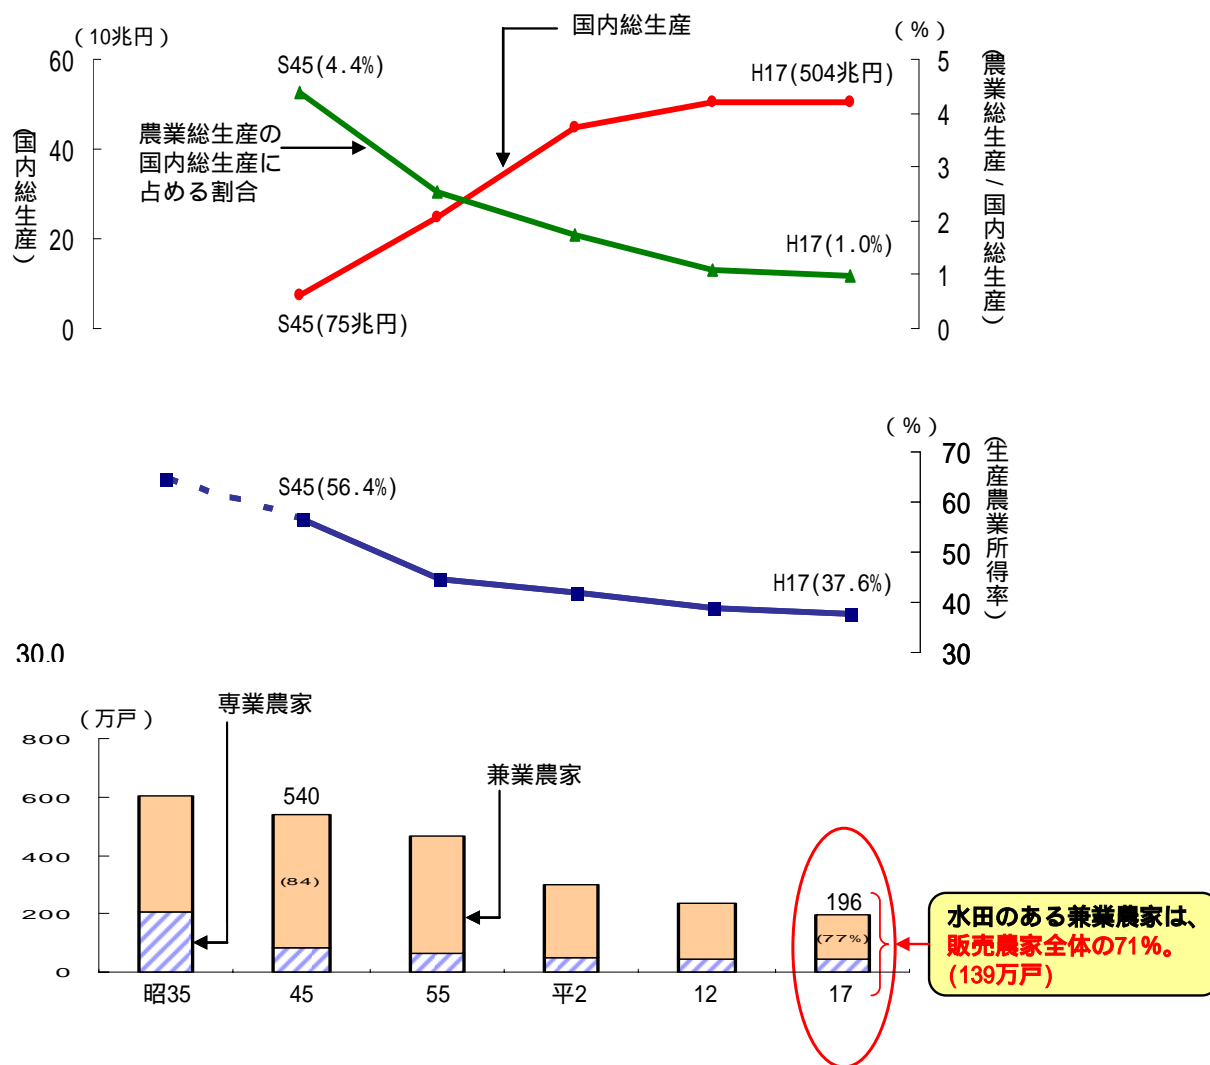 国内総生産
（10兆円）
（%）
60
40
20
0
（国内総生産）
S45(4.4%)
農業総生産の
国内総生産に
占める割合
S45(75兆円)
H17(504兆円)
H17(1.0%)
5
4
3
2
1
0
（農業総生産/国内総生産）
（%）
S45(56.4%)
H17(37.6%)
70
60
50
40
30
（生産農業所得率）
30.0
専業農家
（万戸）
兼業農家
800
600
400
200
0
540
(84)
196
(77%)
昭35
45
55
平2
12
17
水田のある兼業農家は、
販売農家全体の71%。
(139万戸)